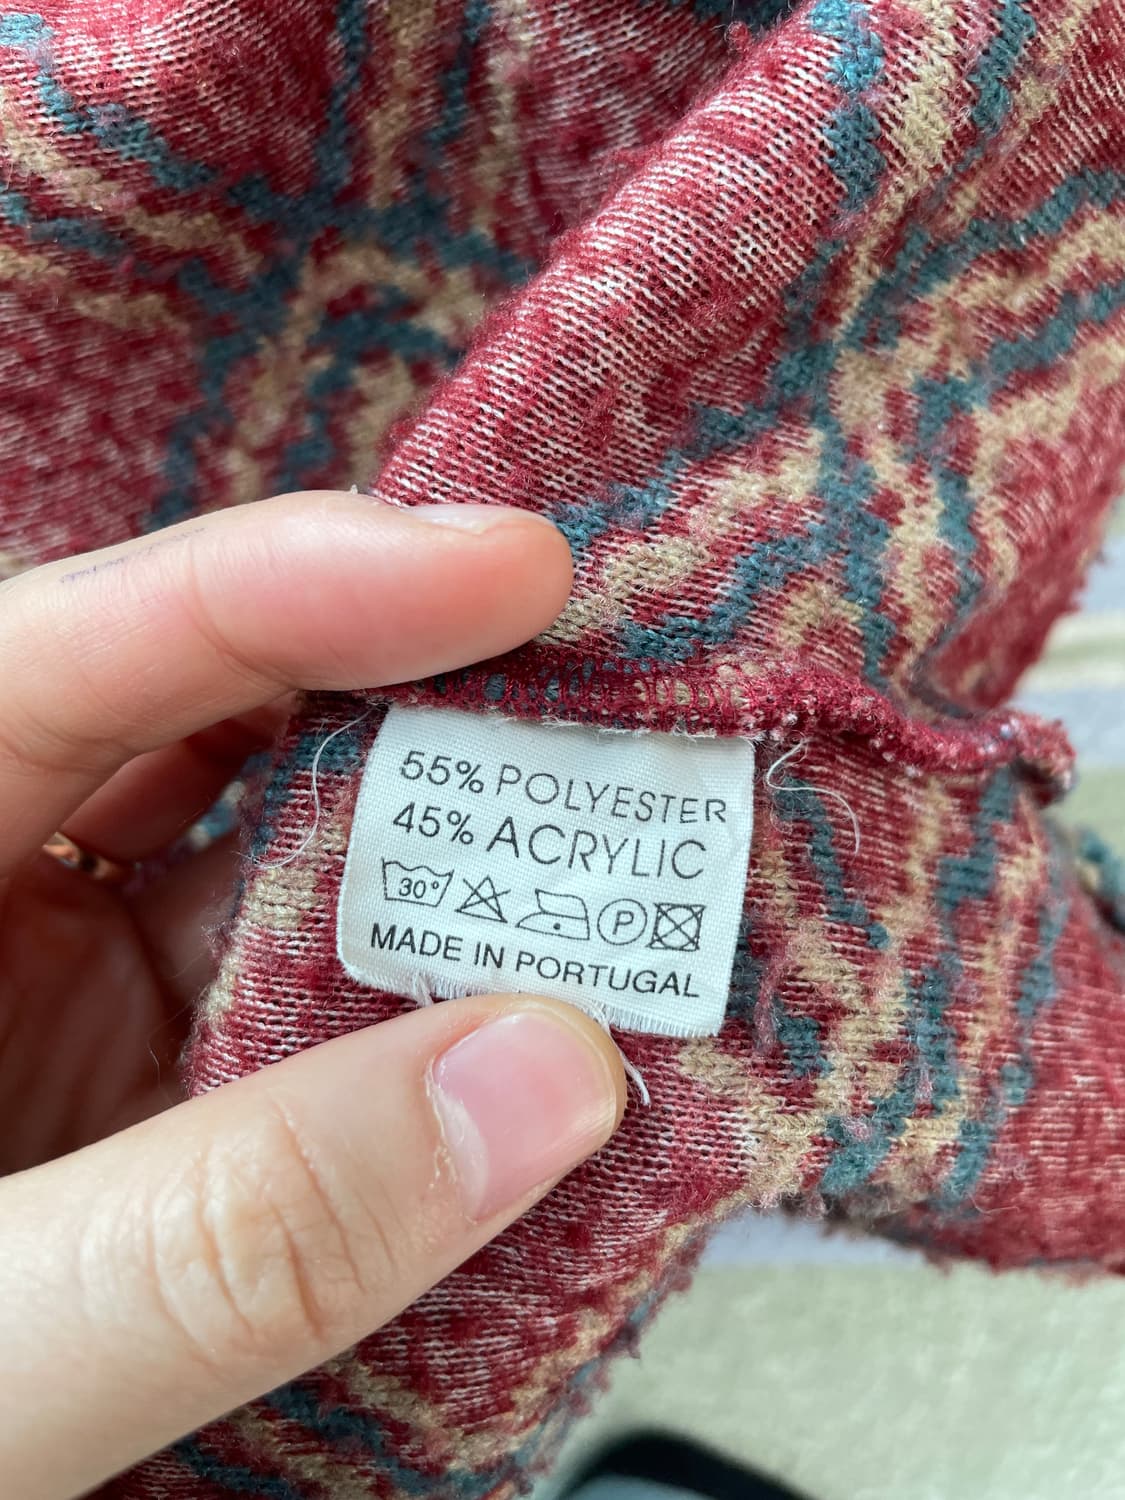 55% POLYESTER
45% ACRYLIC
30° P
MADE IN PORTUGAL